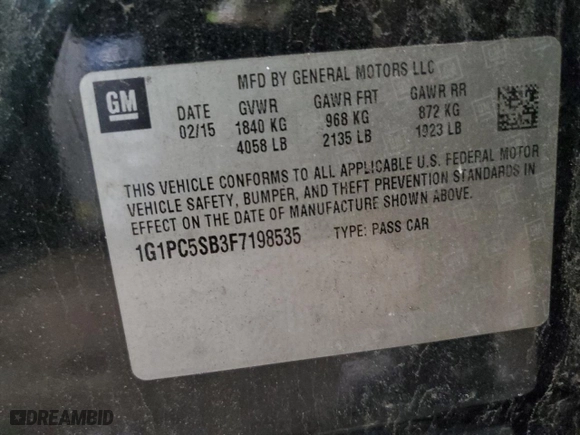 MFD BY GENERAL MOTORS LLC
GM
DATE GVWR GAWR FRT GAWR RR
02/15 1840 KG 968 KG 872 KG
4058 LB 2135 LB 1923 LB
THIS VEHICLE CONFORMS TO ALL APPLICABLE U.S. FEDERAL MOTOR
VEHICLE SAFETY, BUMPER, AND THEFT PREVENTION STANDARDS IN
EFFECT ON THE DATE OF MANUFACTURE SHOWN ABOVE.
1G1PC5SB3F7198535 TYPE: PASS CAR
DREAMBID